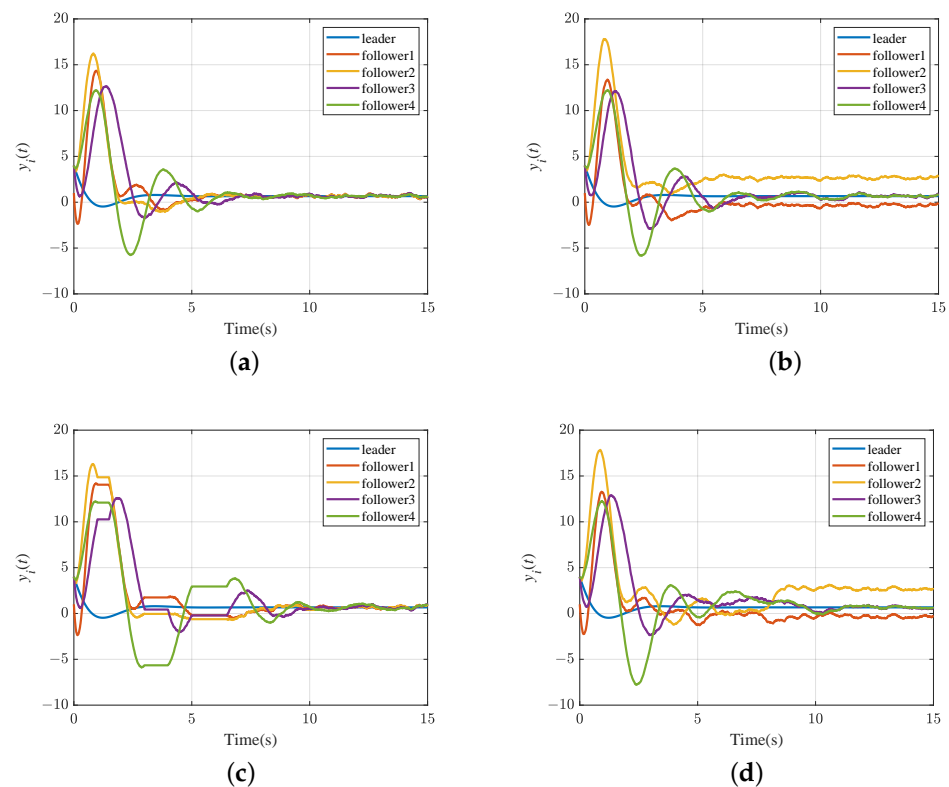 20
15
10
5
0
−5
−10
0
5
10
15
y_i(t)
Time(s)
leader
follower1
follower2
follower3
follower4
(a)
20
15
10
5
0
−5
−10
0
5
10
15
y_i(t)
Time(s)
leader
follower1
follower2
follower3
follower4
(b)
20
15
10
5
0
−5
−10
0
5
10
15
y_i(t)
Time(s)
leader
follower1
follower2
follower3
follower4
(c)
20
15
10
5
0
−5
−10
0
5
10
15
y_i(t)
Time(s)
leader
follower1
follower2
follower3
follower4
(d)